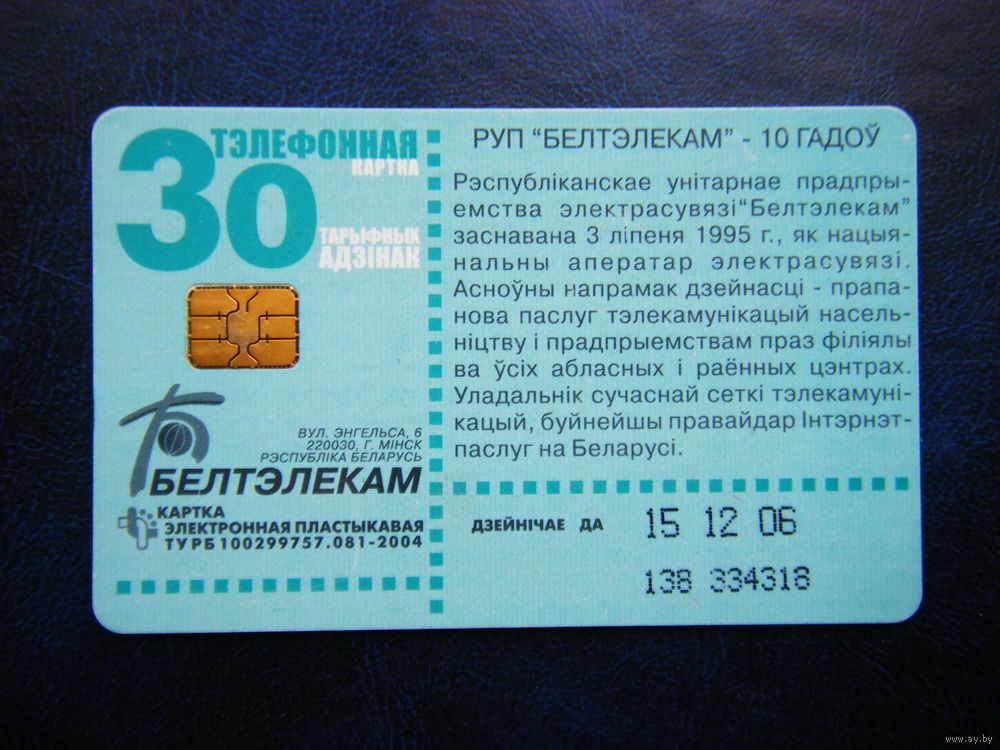 30
ТЭЛЕФОННАЯ
КАРТКА
ТАРЫФНЫХ
АДЗІНАК
ВУЛ. ЭНГЕЛЬСА, 6
220030, Г. МІНСК
РЭСПУБЛІКА БЕЛАРУСЬ
БЕЛТЭЛЕКАМ
КАРТКА
ЭЛЕКТРОННАЯ ПЛАСТЫКАВАЯ
ТУ РБ 100299757.081-2004
РУП “БЕЛТЭЛЕКАМ” - 10 ГАДОЎ
Рэспубліканскае унітарнае прадпры-
емства электрасувязі“Белтэлекам”
заснавана 3 ліпеня 1995 г., як нацыя-
нальны аператар электрасувязі.
Асноўны напрамак дзейнасці - прапа-
нова паслуг тэлекамунікацый насель-
ніцтву і прадпрыемствам праз філіялы
ва ўсіх абласных і раённых цэнтрах.
Уладальнік сучаснай сеткі тэлекамуні-
кацый, буйнейшы правайдар Інтэрнэт-
паслуг на Беларусі.
ДЗЕЙНІЧАЕ ДА 15 12 06
138 334318
www.ay.by